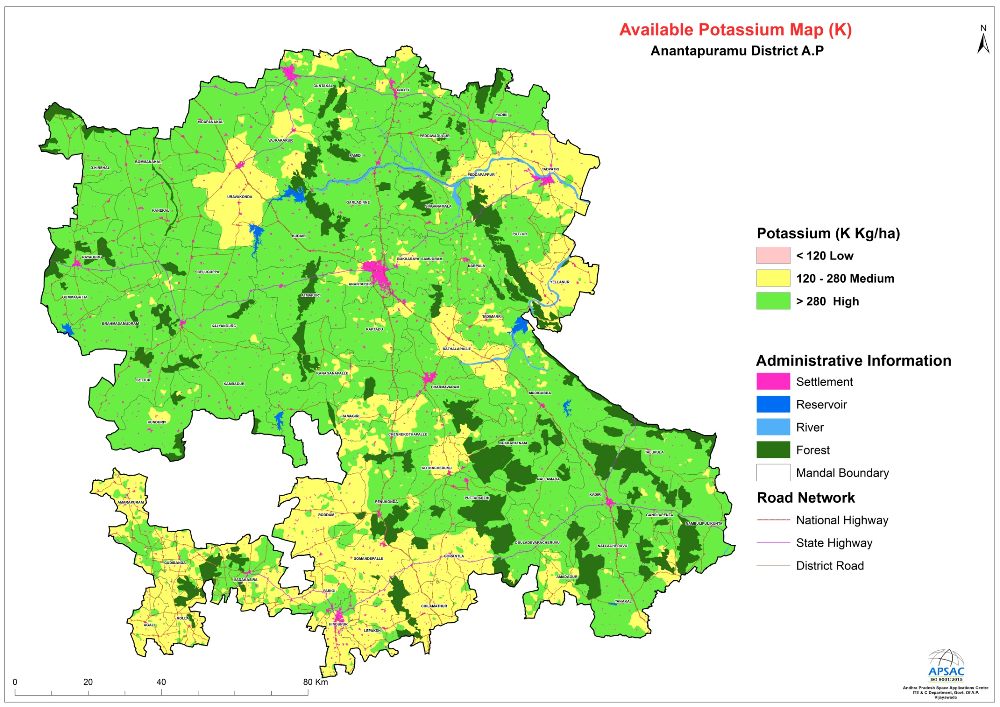 Available Potassium Map (K)
Anantapuramu District A.P
N
GUNTAKAL
GOOTY
YADIKI
VIDAPANAKAL
PEDDAVADUGUR
VAJRAKARUR
PAMIDI
BOMMANAHAL
D.HIREHAL
TADPATRI
PEDDAPAPPUR
URAVAKONDA
GARLADINNE
SINGANAMALA
KANEKAL
PUTLUR
KUDAIR
RAYADURG
BUKKARAYA SAMUDRAM
NARPALA
BELUGUPPA
YELLANUR
ANANTAPUR
ATMAKUR1
GUMMAGATTA
TADIMARRI
BRAHMASAMUDRAM
KALYANDURG
RAPTADU
BATHALAPALLE
KANAGANAPALLE
SETTUR
KAMBADUR
DHARMAVARAM
MUDIGUBBA
RAMAGIRI
KUNDURPI
CHENNEKOTHAPALLE
BUKKAPATNAM
TALUPULA
KOTHACHERUVU
NALLAMADA
KADIRI
PUTTAPARTHI
PENUKONDA
AMARAPURAM
RODDAM
GANDLAPENTA
NAMBULIPULIKUNTA
OBULADEVARACHERUVU
NALLACHERUVU
SOMANDEPALLE
GORANTLA
GUDIBANDA
AMADAGUR
MADAKASIRA
PARIGI
TANAKAL
CHILAMATHUR
ROLLA
AGALI
HINDUPUR
LEPAKSHI
Potassium (K Kg/ha)
< 120 Low
120 - 280 Medium
> 280 High
Administrative Information
Settlement
Reservoir
River
Forest
Mandal Boundary
Road Network
National Highway
State Highway
District Road
0 20 40 80 Km
APSAC
ISO 9001:2015
Andhra Pradesh Space Applications Centre
ITE & C Department, Govt. Of A.P.
Vijayawada